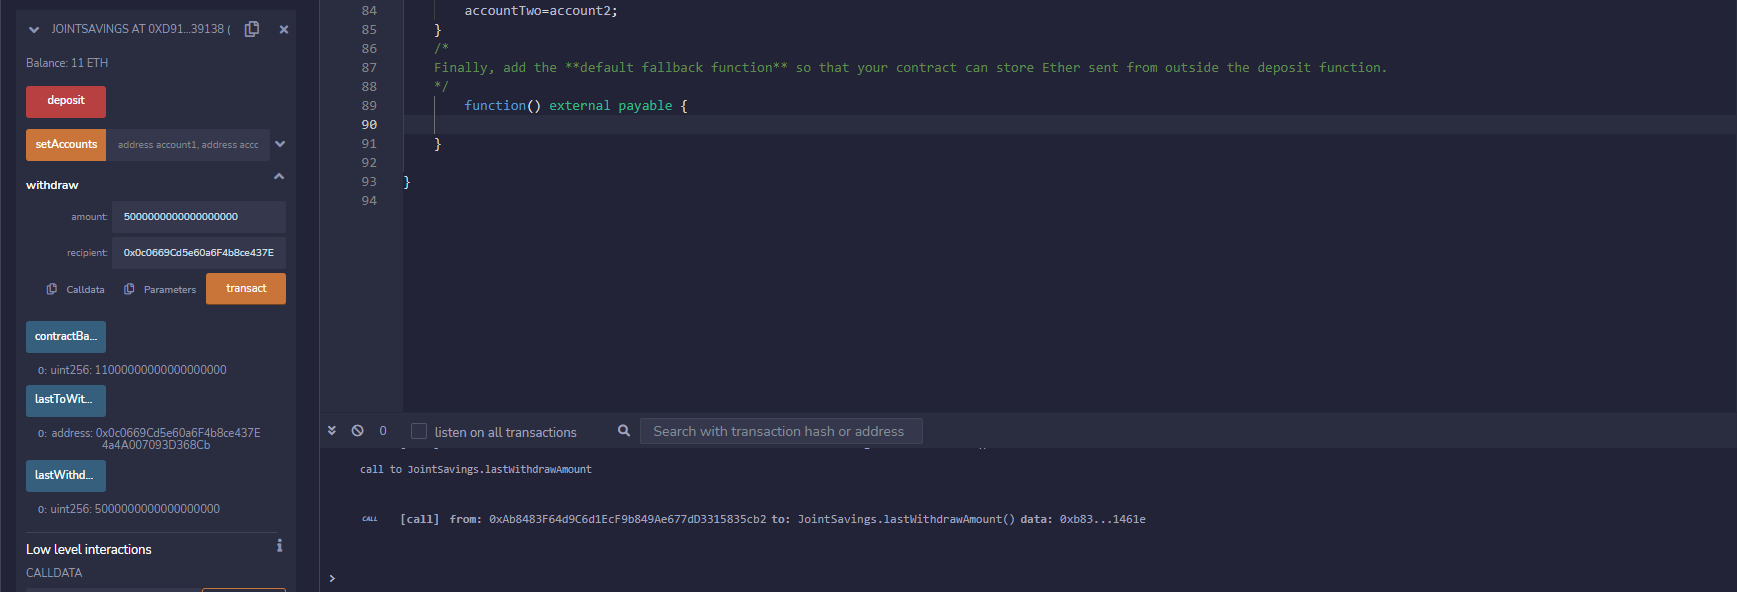 JOINTSAVINGS AT 0XD91...39138 (
Balance: 11 ETH
deposit
setAccounts address account1, address accc
withdraw
amount: 5000000000000000000
recipient: 0x0c0669Cd5e60a6F4b8ce437E
Calldata Parameters transact
contractBa...
0: uint256: 11000000000000000000
lastToWit...
0: address: 0x0c0669Cd5e60a6F4b8ce437E
4a4A007093D368Cb
lastWithd...
0: uint256: 5000000000000000000
Low level interactions
CALLDATA
84 accountTwo=account2;
85 }
86 /*
87 Finally, add the **default fallback function** so that your contract can store Ether sent from outside the deposit function.
88 */
89 function() external payable {
90
91 }
92
93 }
94
0 listen on all transactions Search with transaction hash or address
call to JointSavings.lastWithdrawAmount
CALL [call] from: 0xAb8483F64d9C6d1EcF9b849Ae677dD3315835cb2 to: JointSavings.lastWithdrawAmount() data: 0xb83...1461e
>